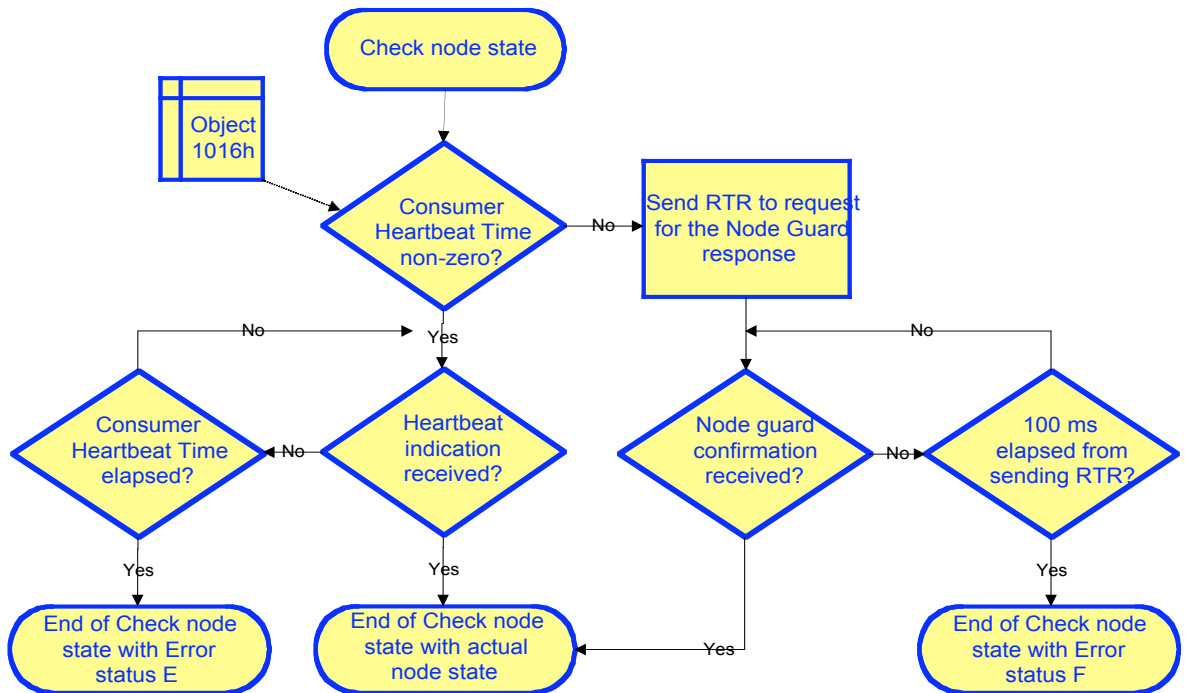 Check node state
Object
1016h
Consumer
Heartbeat Time
non-zero?
No
Send RTR to request
for the Node Guard
response
No
Yes
No
Consumer
Heartbeat Time
elapsed?
No
Heartbeat
indication
received?
Node guard
confirmation
received?
No
100 ms
elapsed from
sending RTR?
Yes
Yes
Yes
End of Check node
state with Error
status E
End of Check node
state with actual
node state
Yes
End of Check node
state with Error
status F